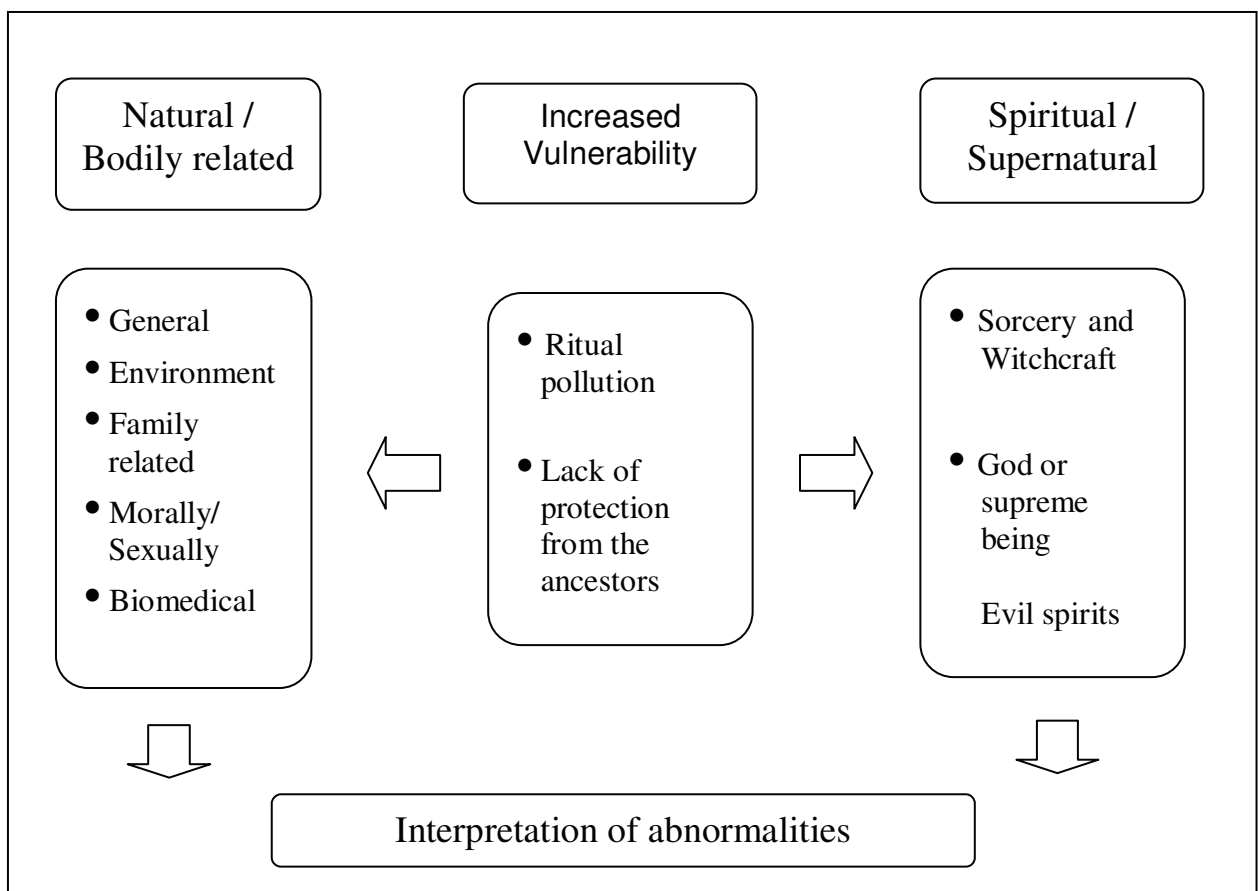 Natural /
Bodily related
Increased
Vulnerability
Spiritual /
Supernatural
• General
• Environment
• Family
related
• Morally/
Sexually
• Biomedical
• Ritual
pollution
• Lack of
protection
from the
ancestors
• Sorcery and
Witchcraft
• God or
supreme
being
Evil spirits
Interpretation of abnormalities